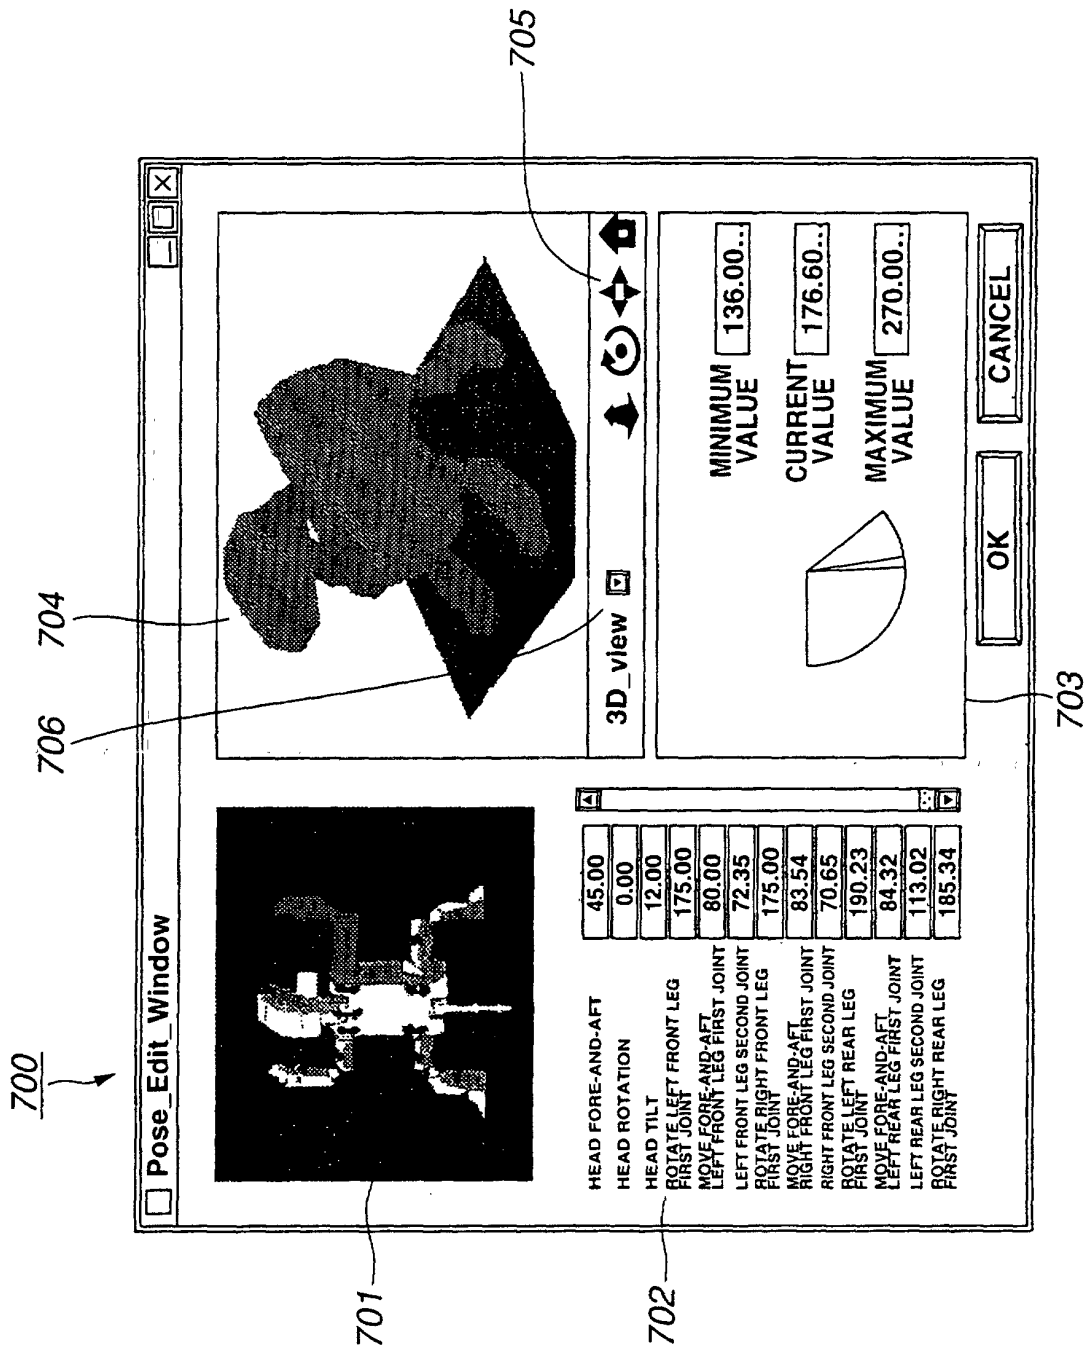 700
Pose_Edit_Window
701
704
706
3D_view
705
702
HEAD FORE-AND-AFT 45.00
HEAD ROTATION 0.00
HEAD TILT 12.00
ROTATE LEFT FRONT LEG
FIRST JOINT 175.00
MOVE FORE-AND-AFT
LEFT FRONT LEG FIRST JOINT 80.00
LEFT FRONT LEG SECOND JOINT 72.35
ROTATE RIGHT FRONT LEG
FIRST JOINT 175.00
MOVE FORE-AND-AFT
RIGHT FRONT LEG FIRST JOINT 83.54
RIGHT FRONT LEG SECOND JOINT 70.65
ROTATE LEFT REAR LEG
FIRST JOINT 190.23
MOVE FORE-AND-AFT
LEFT REAR LEG FIRST JOINT 84.32
LEFT REAR LEG SECOND JOINT 113.02
ROTATE RIGHT REAR LEG
FIRST JOINT 185.34
MINIMUM
VALUE 136.00...
CURRENT
VALUE 176.60...
MAXIMUM
VALUE 270.00...
703
OK
CANCEL